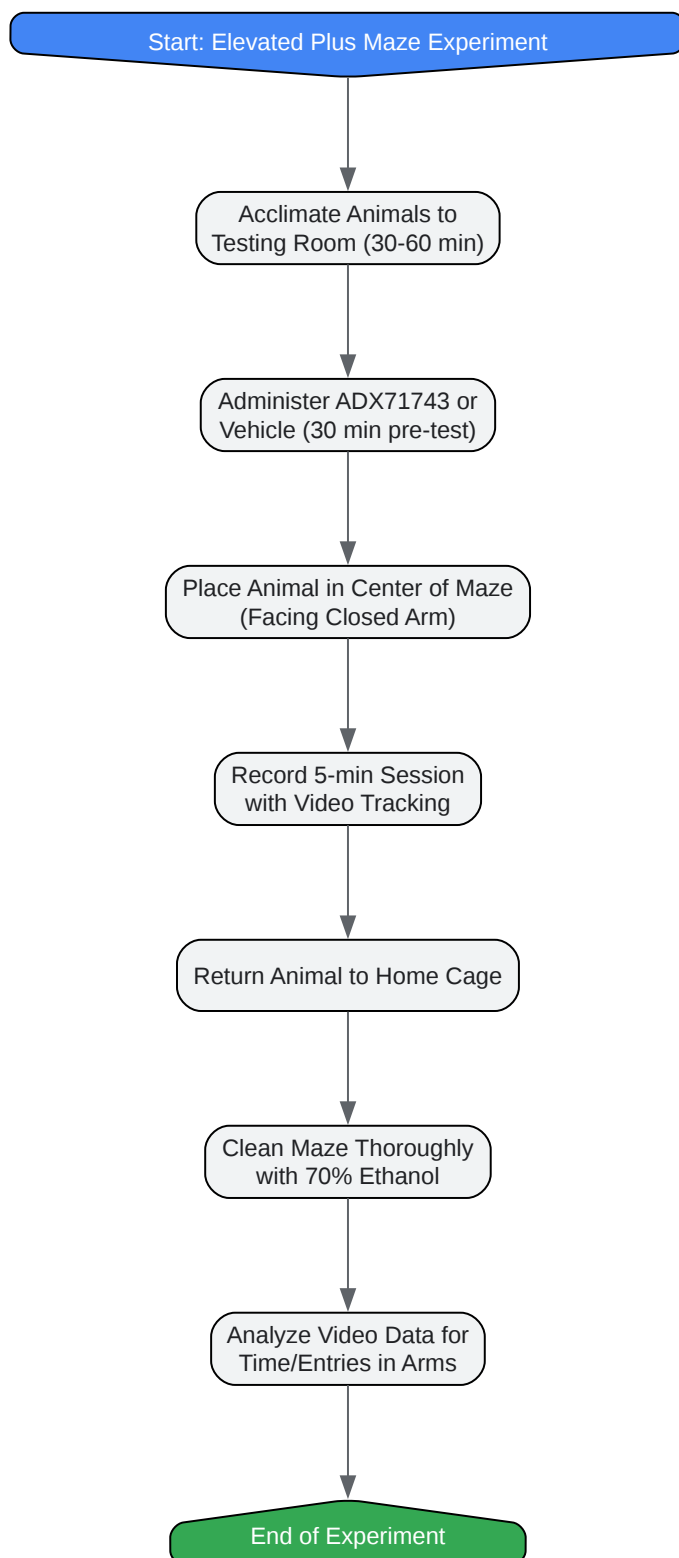 Start: Elevated Plus Maze Experiment
Acclimate Animals to
Testing Room (30-60 min)
Administer ADX71743 or
Vehicle (30 min pre-test)
Place Animal in Center of Maze
(Facing Closed Arm)
Record 5-min Session
with Video Tracking
Return Animal to Home Cage
Clean Maze Thoroughly
with 70% Ethanol
Analyze Video Data for
Time/Entries in Arms
End of Experiment